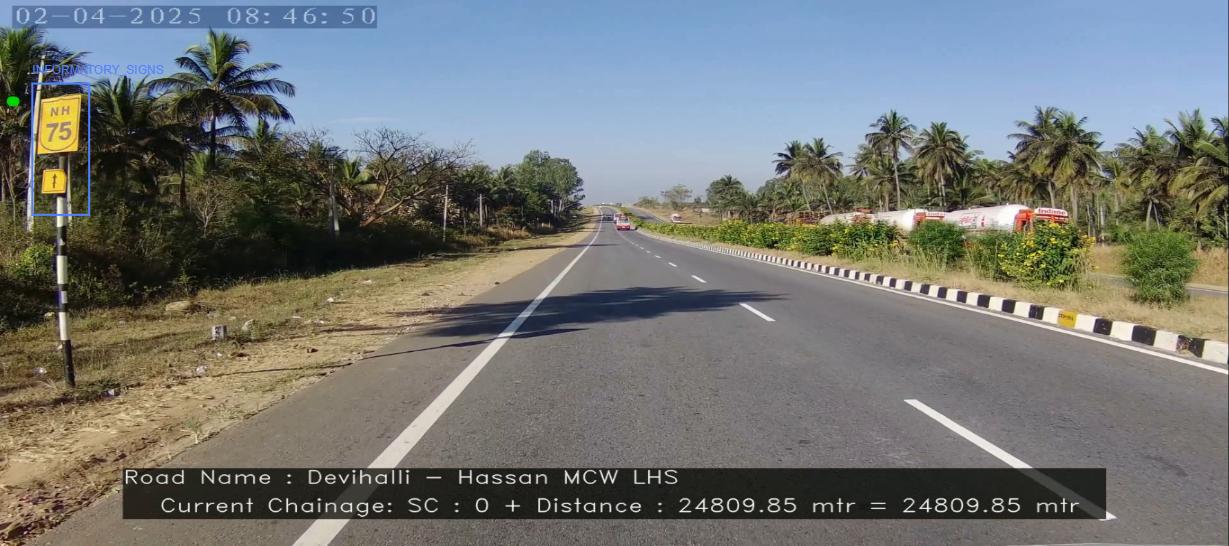 02-04-2025 08:46:50
INFORMATORY_SIGNS
NH
75
Road Name : Devihalli - Hassan MCW LHS
Current Chainage: SC : 0 + Distance : 24809.85 mtr = 24809.85 mtr